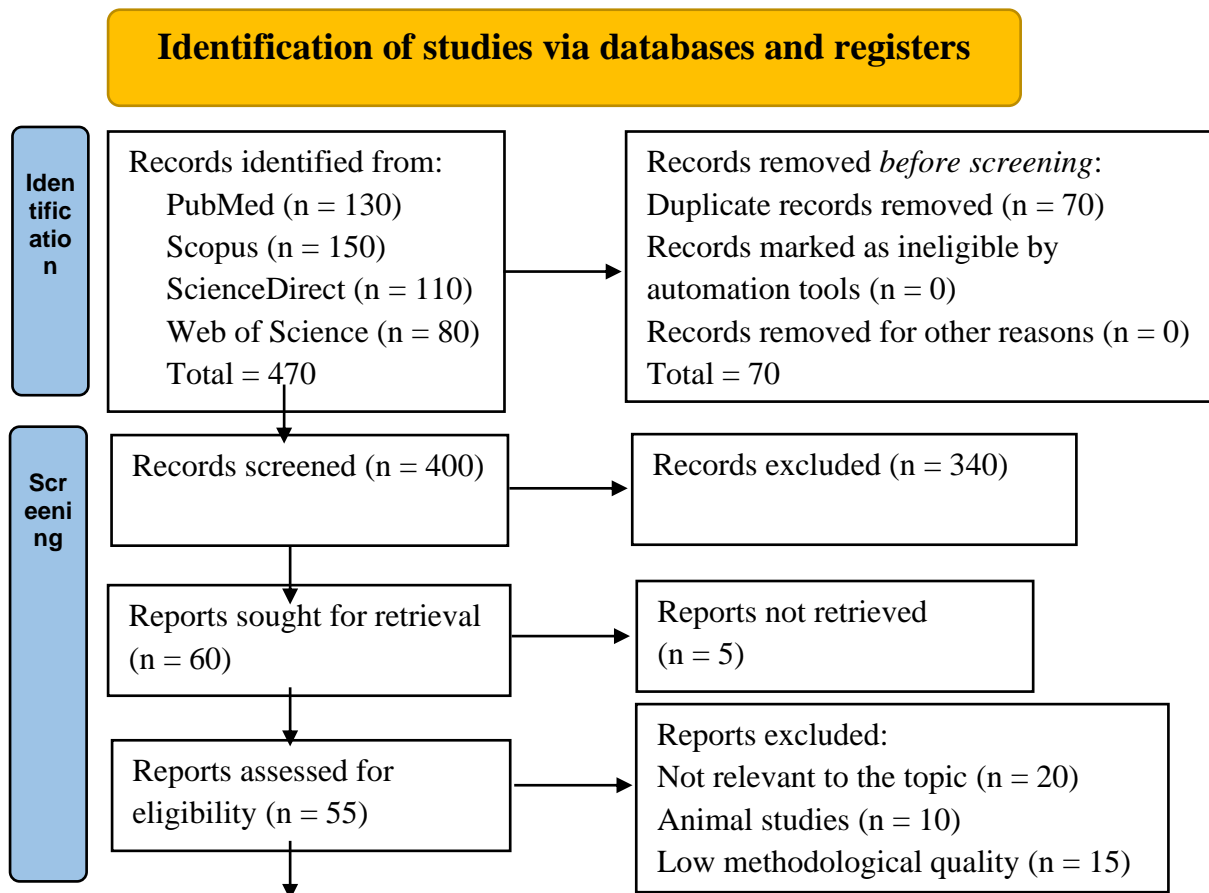 Identification of studies via databases and registers
Iden
tific
atio
n
Records identified from:
PubMed (n = 130)
Scopus (n = 150)
ScienceDirect (n = 110)
Web of Science (n = 80)
Total = 470
Records removed before screening:
Duplicate records removed (n = 70)
Records marked as ineligible by
automation tools (n = 0)
Records removed for other reasons (n = 0)
Total = 70
Scr
eeni
ng
Records screened (n = 400)
Records excluded (n = 340)
Reports sought for retrieval
(n = 60)
Reports not retrieved
(n = 5)
Reports assessed for
eligibility (n = 55)
Reports excluded:
Not relevant to the topic (n = 20)
Animal studies (n = 10)
Low methodological quality (n = 15)